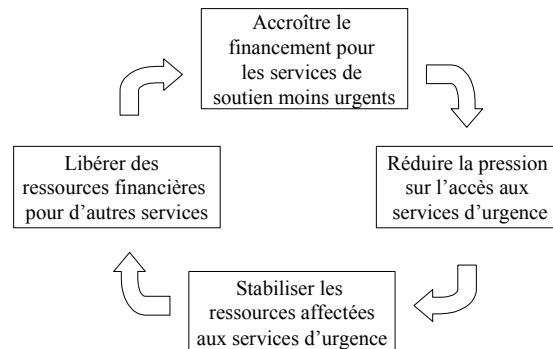 Accroître le
financement pour
les services de
soutien moins urgents
Réduire la pression
sur l’accès aux
services d’urgence
Stabiliser les
ressources affectées
aux services d’urgence
Libérer des
ressources financières
pour d’autres services